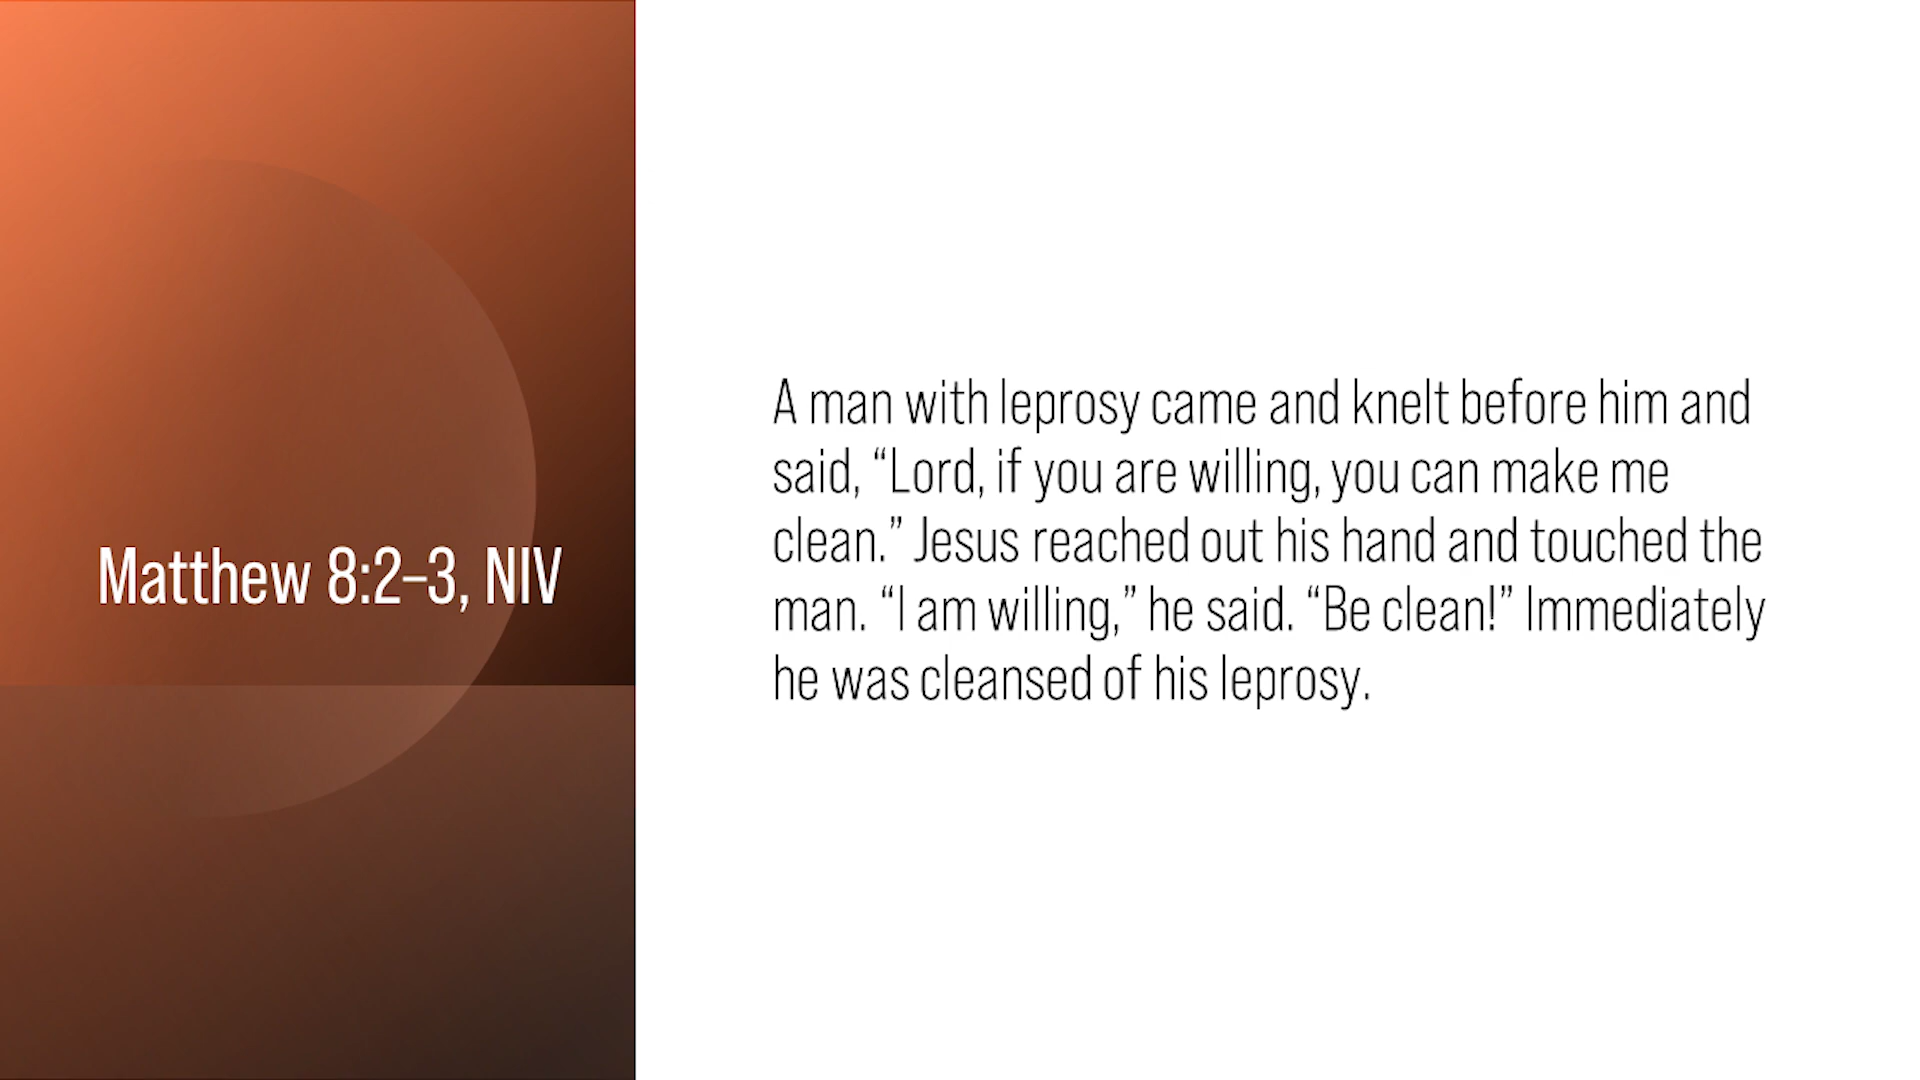 Matthew 8:2–3, NIV
A man with leprosy came and knelt before him and
said, “Lord, if you are willing, you can make me
clean.” Jesus reached out his hand and touched the
man. “I am willing,” he said. “Be clean!” Immediately
he was cleansed of his leprosy.